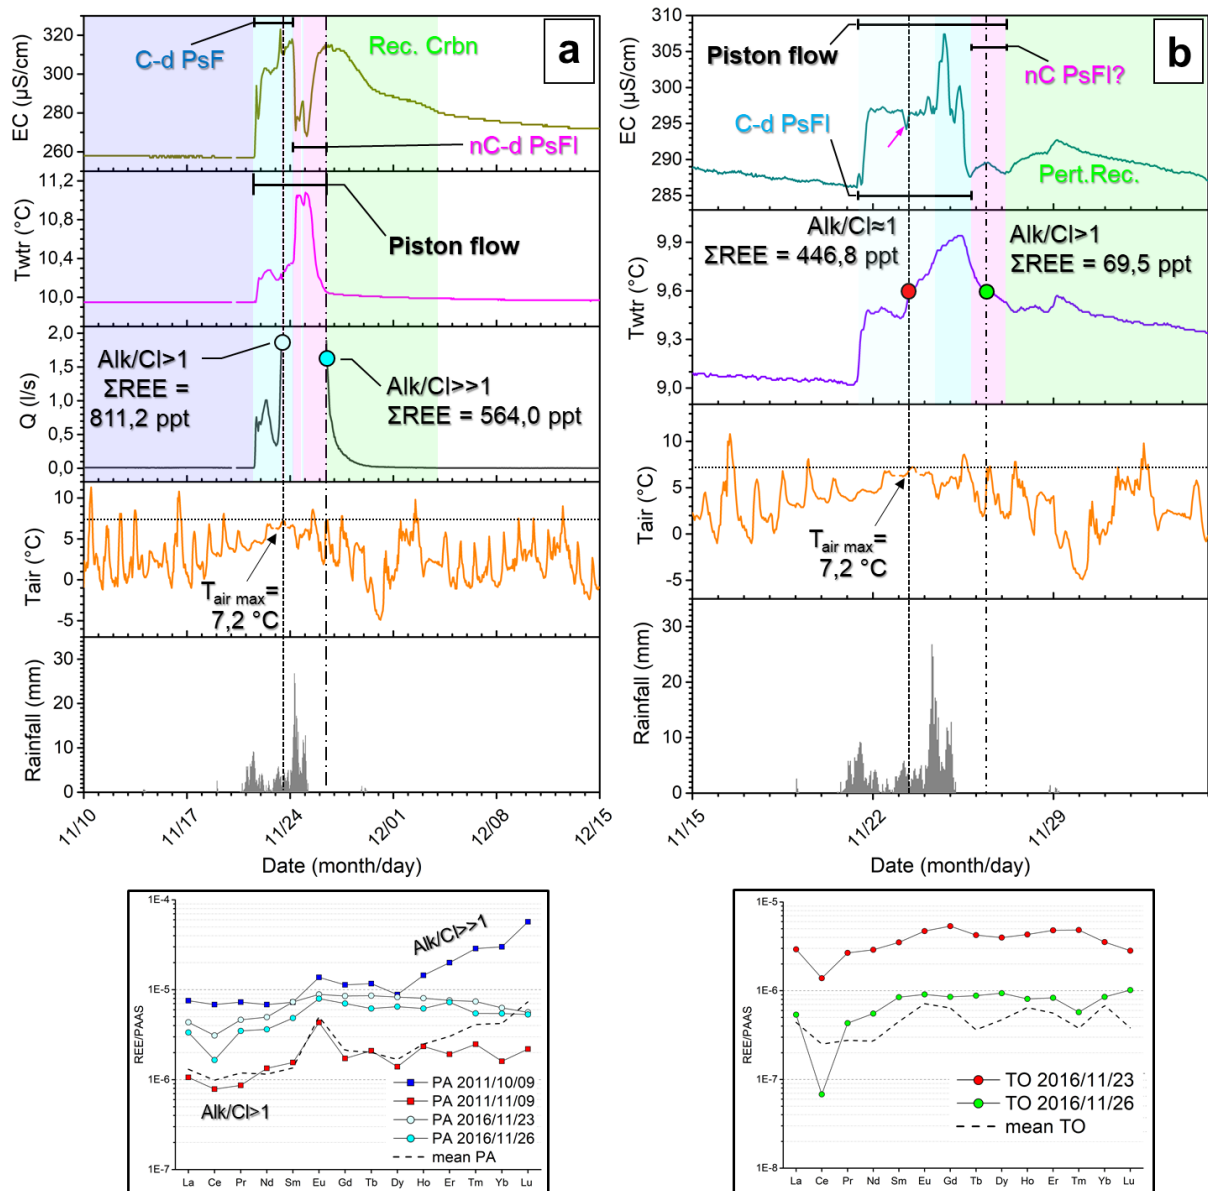 a
C-d PsF
Rec. Crbn
nC-d PsFl
EC (µS/cm)
320
300
280
260
Piston flow
Twtr (°C)
11,2
10,8
10,4
10,0
Alk/Cl>1
ΣREE =
811,2 ppt
Alk/Cl>>1
ΣREE = 564,0 ppt
Q (l/s)
2,0
1,5
1,0
0,5
0,0
Tair (°C)
10
5
0
-5
T air max=
7,2 °C
Rainfall (mm)
30
20
10
0
11/10
11/17
11/24
12/01
12/08
12/15
Date (month/day)
b
Piston flow
nC PsFl?
C-d PsFl
Pert.Rec.
EC (µS/cm)
310
305
300
295
290
285
Alk/Cl≈1
ΣREE = 446,8 ppt
Alk/Cl>1
ΣREE = 69,5 ppt
Twtr (°C)
9,9
9,6
9,3
9,0
Tair (°C)
10
5
0
-5
T air max=
7,2 °C
Rainfall (mm)
30
20
10
0
11/15
11/22
11/29
Date (month/day)
1E-4
1E-5
1E-6
1E-7
REE/PAAS
Alk/Cl>>1
Alk/Cl>1
PA 2011/10/09
PA 2011/11/09
PA 2016/11/23
PA 2016/11/26
mean PA
La Ce Pr Nd Sm Eu Gd Tb Dy Ho Er Tm Yb Lu
1E-5
1E-6
1E-7
1E-8
REE/PAAS
TO 2016/11/23
TO 2016/11/26
mean TO
La Ce Pr Nd Sm Eu Gd Tb Dy Ho Er Tm Yb Lu